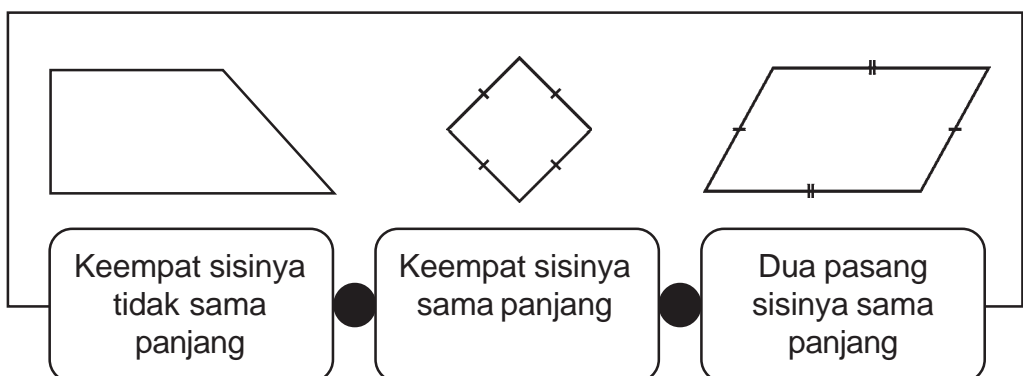 Keempat sisinya
tidak sama
panjang
Keempat sisinya
sama panjang
Dua pasang
sisinya sama
panjang